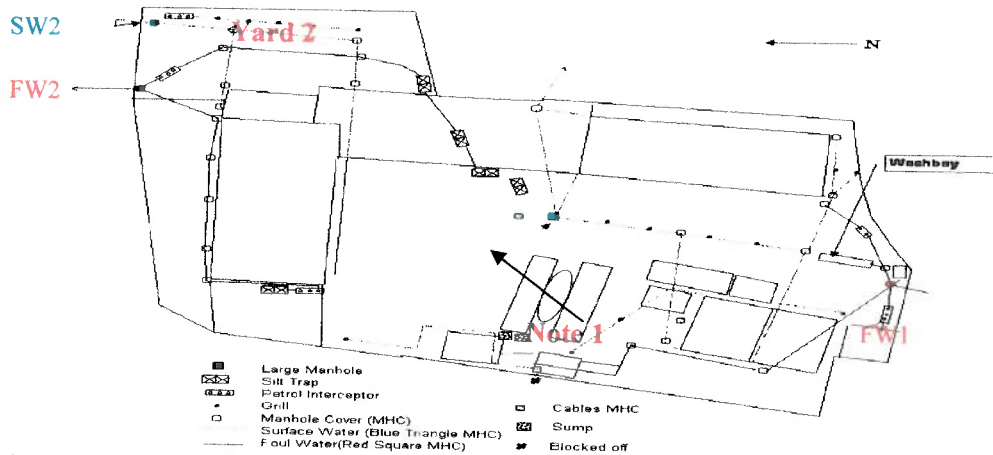 SW2
Yard 2
N
FW2
Washbay
Note 1
FW1
Large Manhole
Silt Trap
Petrol Interceptor
Grill
Manhole Cover (MHC)
Surface Water (Blue Triangle MHC)
Foul Water(Red Square MHC)
Cables MHC
Sump
Blocked off